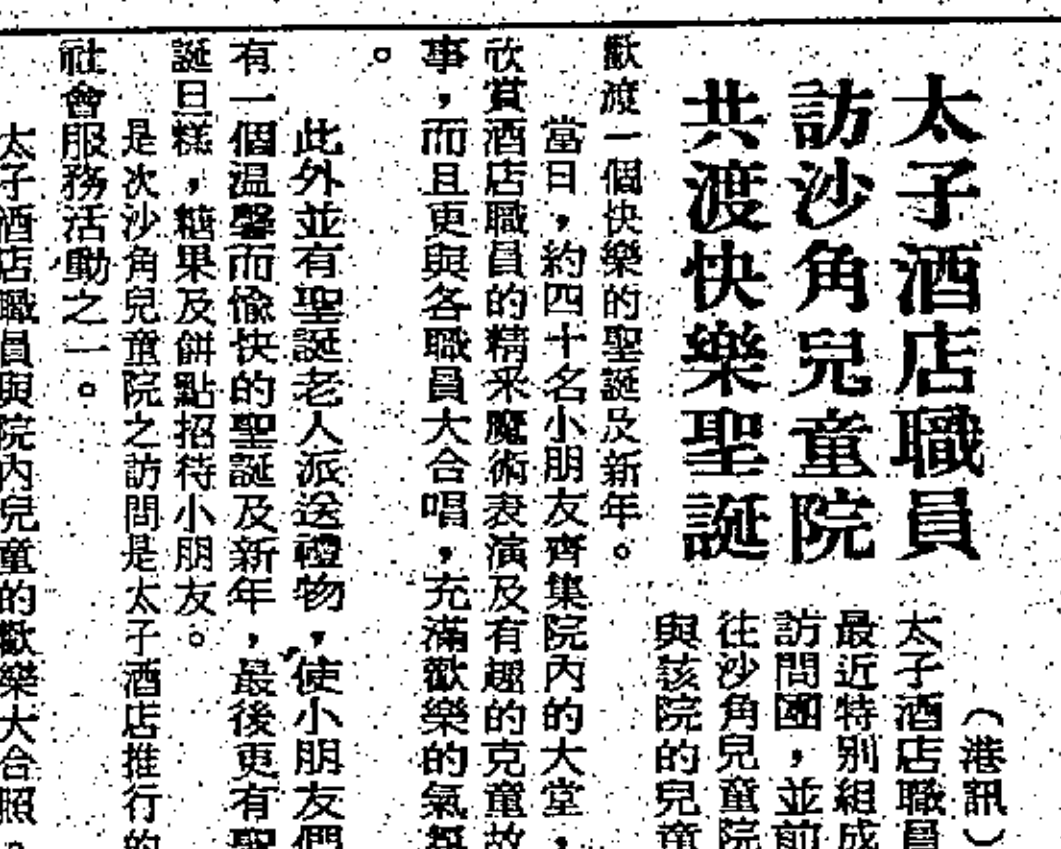 太子酒店職員
訪沙角兒童院
共渡快樂聖誕
（港訊）
太子酒店職員
最近特別組成
訪問團，並前
往沙角兒童院
與該院的兒童
歡渡一個快樂的聖誕及新年。
當日，約四十名小朋友齊集院內的大堂，
欣賞酒店職員的精釆魔術表演及有趣的克童故
事，而且更與各職員大合唱，充滿歡樂的氣氛
。
此外並有聖誕老人派送禮物，使小朋友們
有一個溫馨而愉快的聖誕及新年，最後更有聖
誕旦糕，糖果及餅點招待小朋友。
是次沙角兒童院之訪問是太子酒店推行的
社會服務活動之一。
太子酒店職員與院內兒童的歡樂大合照。